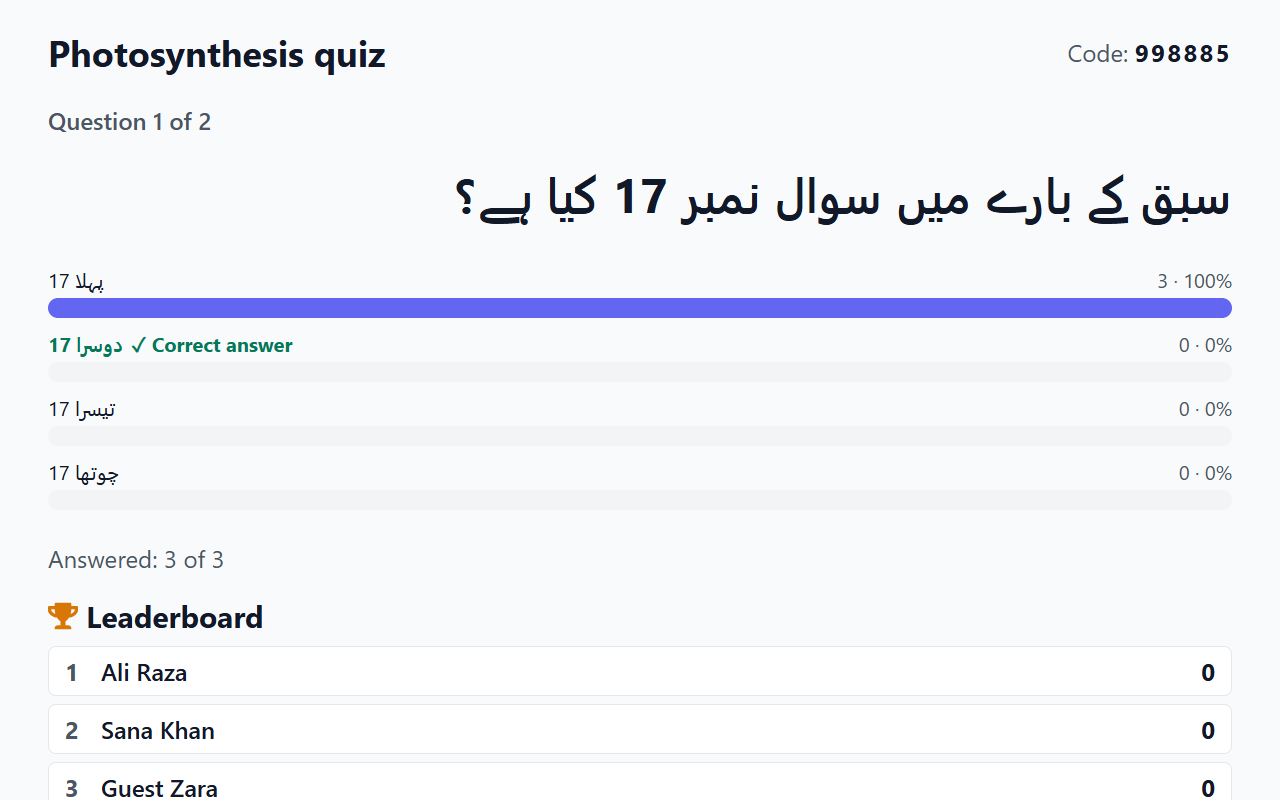 Photosynthesis quiz
Code: 998885
Question 1 of 2
سبق کے بارے میں سوال نمبر 17 کیا ہے؟
پہلا 17
3 · 100%
دوسرا 17 ✓ Correct answer
0 · 0%
تیسرا 17
0 · 0%
چوتھا 17
0 · 0%
Answered: 3 of 3
Leaderboard
1 Ali Raza 0
2 Sana Khan 0
3 Guest Zara 0